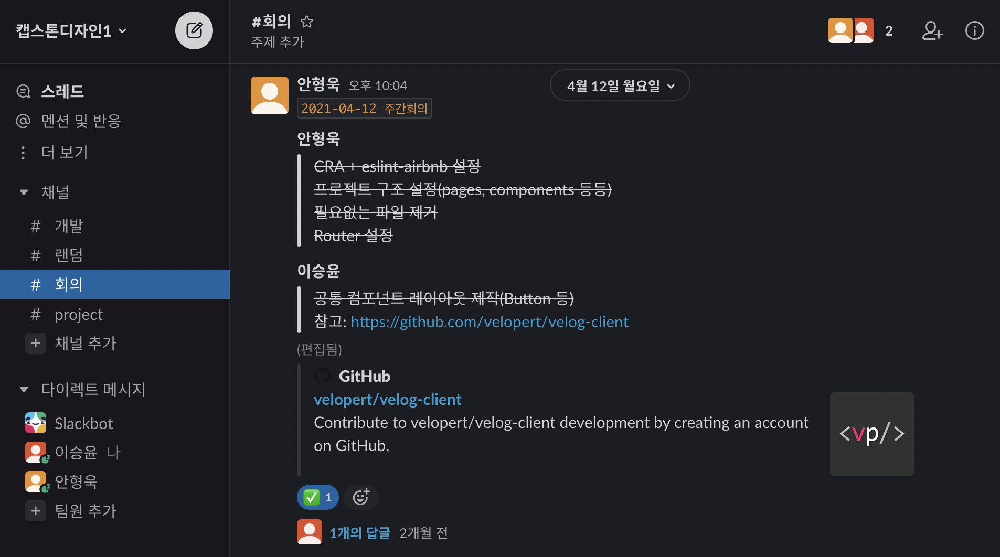 캡스톤디자인1
스레드
멘션 및 반응
더 보기
채널
# 개발
# 랜덤
# 회의
# project
+ 채널 추가
다이렉트 메시지
Slackbot
이승윤 나
안형욱
+ 팀원 추가
#회의
주제 추가
2
4월 12일 월요일
안형욱 오후 10:04
2021-04-12 주간회의
안형욱
CRA + eslint-airbnb 설정
프로젝트 구조 설정(pages, components 등등)
필요없는 파일 제거
Router 설정
이승윤
공통 컴포넌트 레이아웃 제작(Button 등)
참고: https://github.com/velopert/velog-client
(편집됨)
GitHub
velopert/velog-client
Contribute to velopert/velog-client development by creating an account
on GitHub.
<vp/>
1
1개의 답글 2개월 전